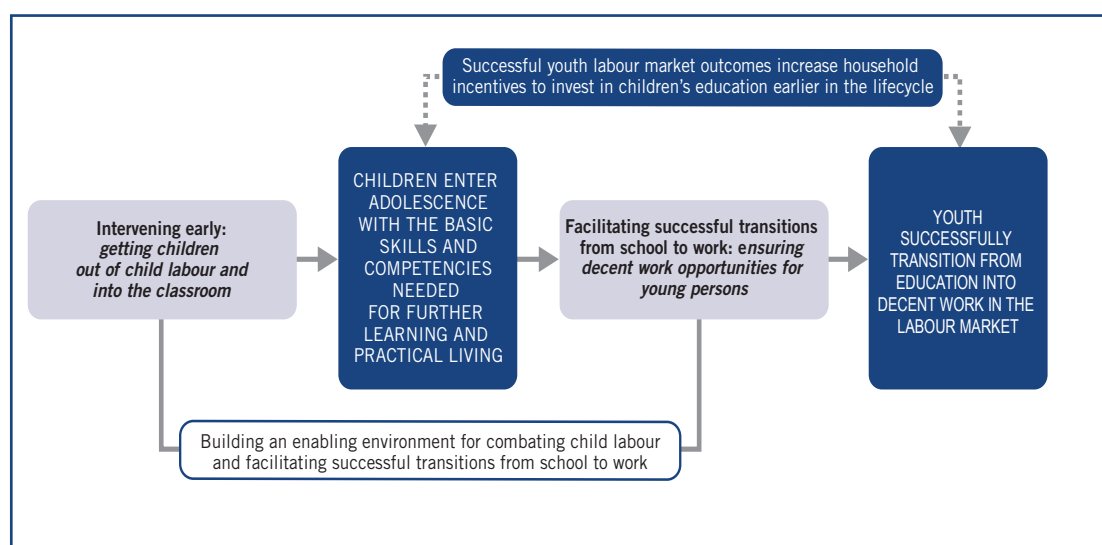 Successful youth labour market outcomes increase household
incentives to invest in children's education earlier in the lifecycle
Intervening early:
getting children
out of child labour and
into the classroom
CHILDREN ENTER
ADOLESCENCE
WITH THE BASIC
SKILLS AND
COMPETENCIES
NEEDED
FOR FURTHER
LEARNING AND
PRACTICAL LIVING
Facilitating successful transitions
from school to work: ensuring
decent work opportunities for
young persons
YOUTH
SUCCESSFULLY
TRANSITION FROM
EDUCATION INTO
DECENT WORK IN THE
LABOUR MARKET
Building an enabling environment for combating child labour
and facilitating successful transitions from school to work